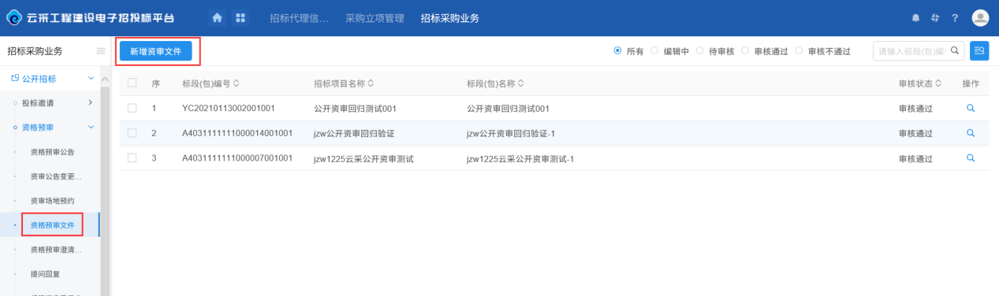 云采工程建设电子招投标平台 招标代理信... 采购立项管理 招标采购业务 ?
招标采购业务
新增资审文件 所有 编辑中 待审核 审核通过 审核不通过 请输入标段(包)编
公开招标
投标邀请
资格预审
资格预审公告
资审公告变更...
资审场地预约
资格预审文件
资格预审澄清...
提问回复
序 标段(包)编号 招标项目名称 标段(包)名称 审核状态 操作
1 YC20210113002001001 公开资审回归测试001 公开资审回归测试001 审核通过
2 A4031111111000014001001 jzw公开资审回归验证 jzw公开资审回归验证-1 审核通过
3 A4031111111000007001001 jzw1225云采公开资审测试 jzw1225云采公开资审测试-1 审核通过